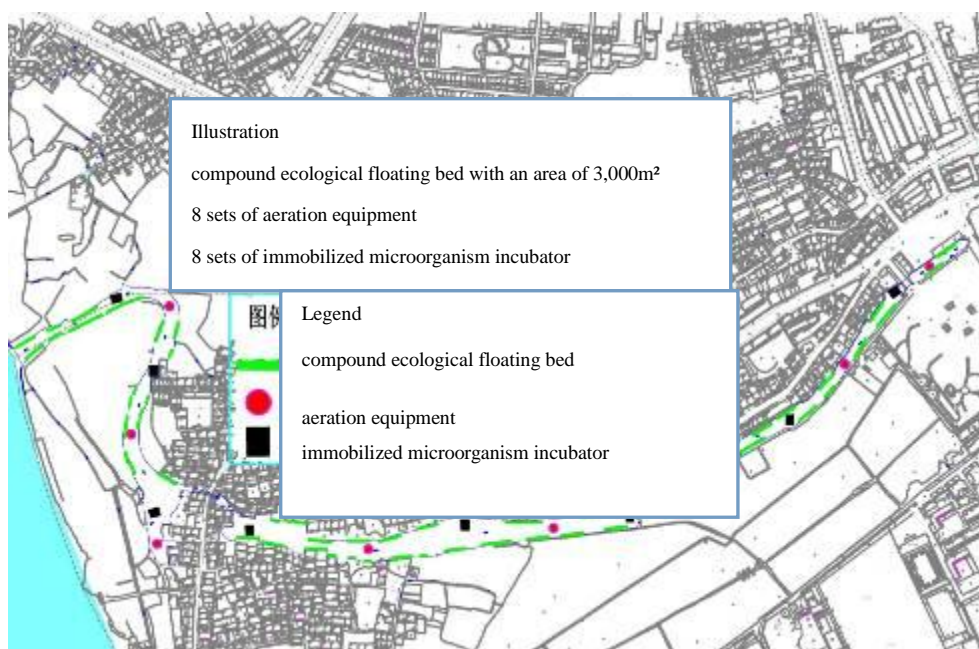 Illustration
compound ecological floating bed with an area of 3,000m²
8 sets of aeration equipment
8 sets of immobilized microorganism incubator
图
Legend
compound ecological floating bed
aeration equipment
immobilized microorganism incubator